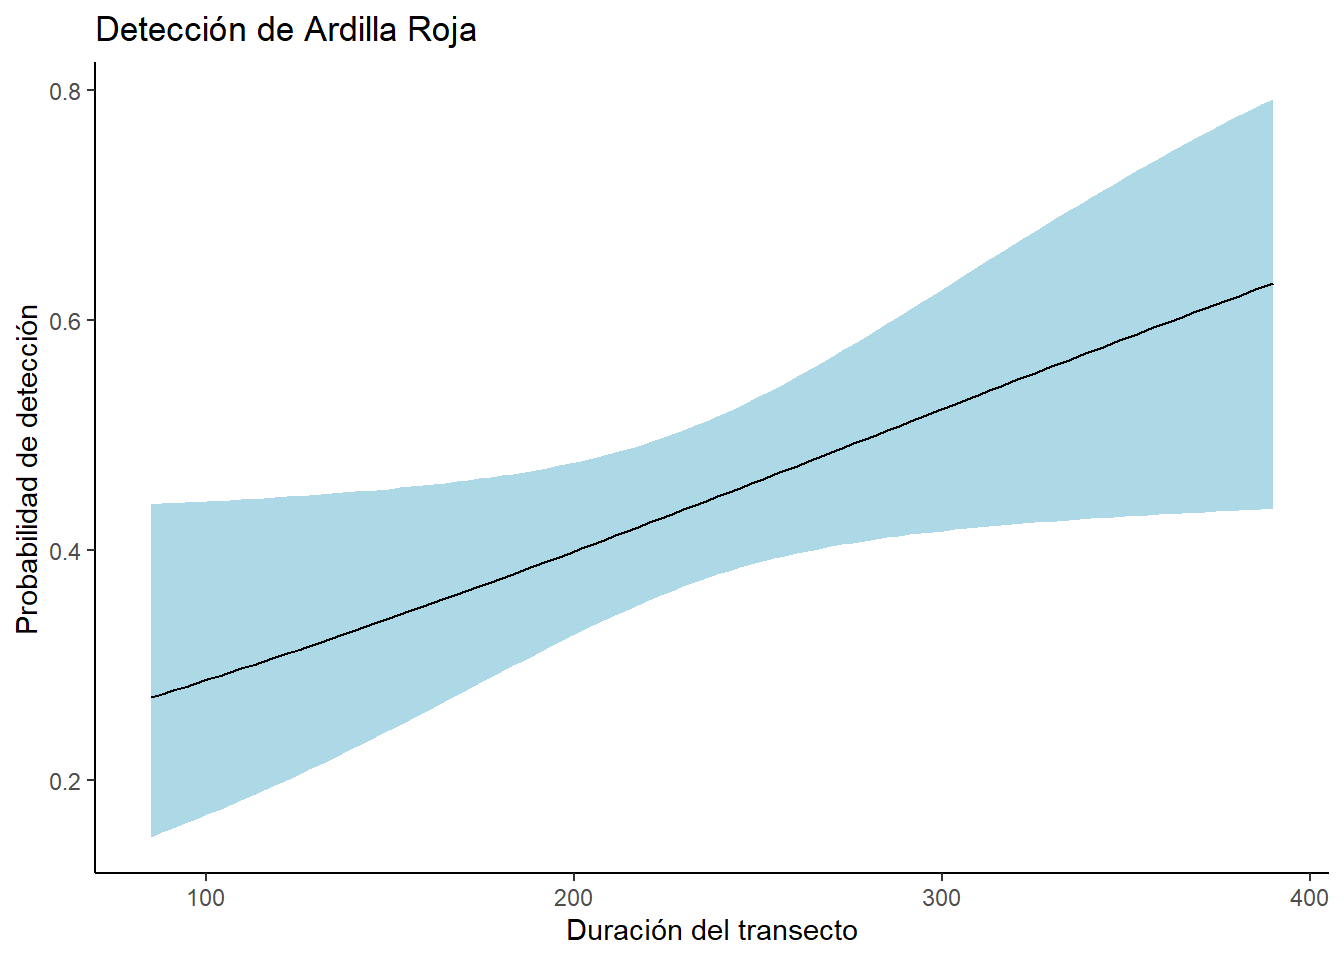 Detección de Ardilla Roja
Probabilidad de detección
0.8
0.6
0.4
0.2
100 200 300 400
Duración del transecto